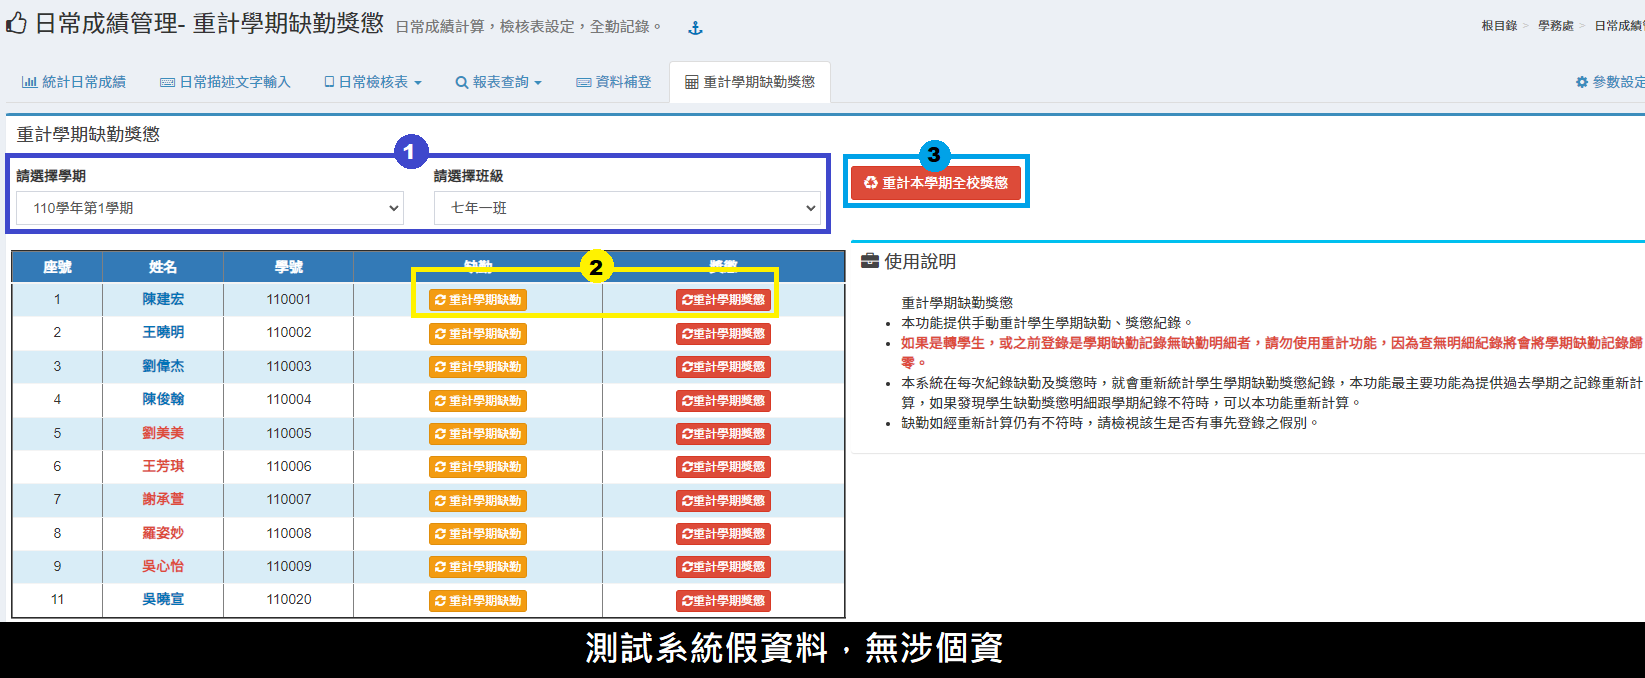 日常成績管理- 重計學期缺勤獎懲 日常成績計算，檢核表設定，全勤記錄。
根目錄 > 學務處 > 日常成績
統計日常成績 日常描述文字輸入 日常檢核表 報表查詢 資料補登 重計學期缺勤獎懲 參數設定
重計學期缺勤獎懲
1
3
請選擇學期 請選擇班級
重計本學期全校獎懲
110學年第1學期 七年一班
2
座號 姓名 學號 缺勤 獎懲
1 陳建宏 110001 重計學期缺勤 重計學期獎懲
2 王曉明 110002 重計學期缺勤 重計學期獎懲
3 劉偉杰 110003 重計學期缺勤 重計學期獎懲
4 陳俊翰 110004 重計學期缺勤 重計學期獎懲
5 劉美美 110005 重計學期缺勤 重計學期獎懲
6 王芳琪 110006 重計學期缺勤 重計學期獎懲
7 謝承萱 110007 重計學期缺勤 重計學期獎懲
8 羅姿妙 110008 重計學期缺勤 重計學期獎懲
9 吳心怡 110009 重計學期缺勤 重計學期獎懲
11 吳曉宣 110020 重計學期缺勤 重計學期獎懲
使用說明
重計學期缺勤獎懲
本功能提供手動重計學生學期缺勤、獎懲紀錄。
如果是轉學生，或之前登錄是學期缺勤記錄無缺勤明細者，請勿使用重計功能，因為查無明細紀錄將會將學期缺勤記錄歸
零。
本系統在每次紀錄缺勤及獎懲時，就會重新統計學生學期缺勤獎懲紀錄，本功能最主要功能為提供過去學期之記錄重新計
算，如果發現學生缺勤獎懲明細跟學期紀錄不符時，可以本功能重新計算。
缺勤如經重新計算仍有不符時，請檢視該生是否有事先登錄之假別。
測試系統假資料，無涉個資